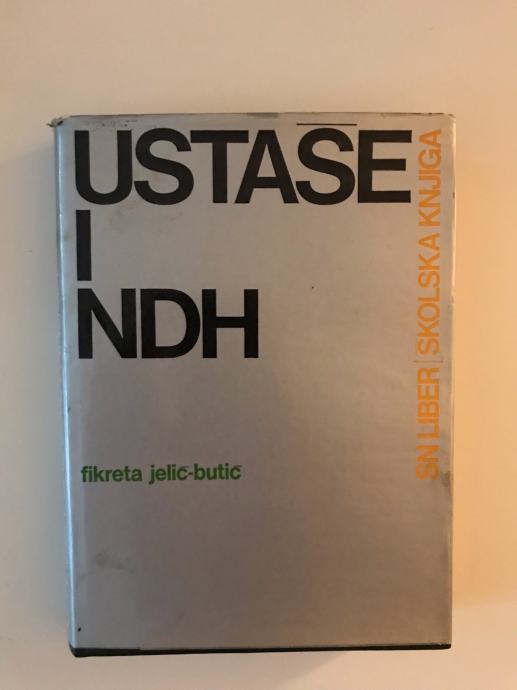 USTAŠE
I
NDH
fikreta jelić-butić
SN LIBER | ŠKOLSKA KNJIGA